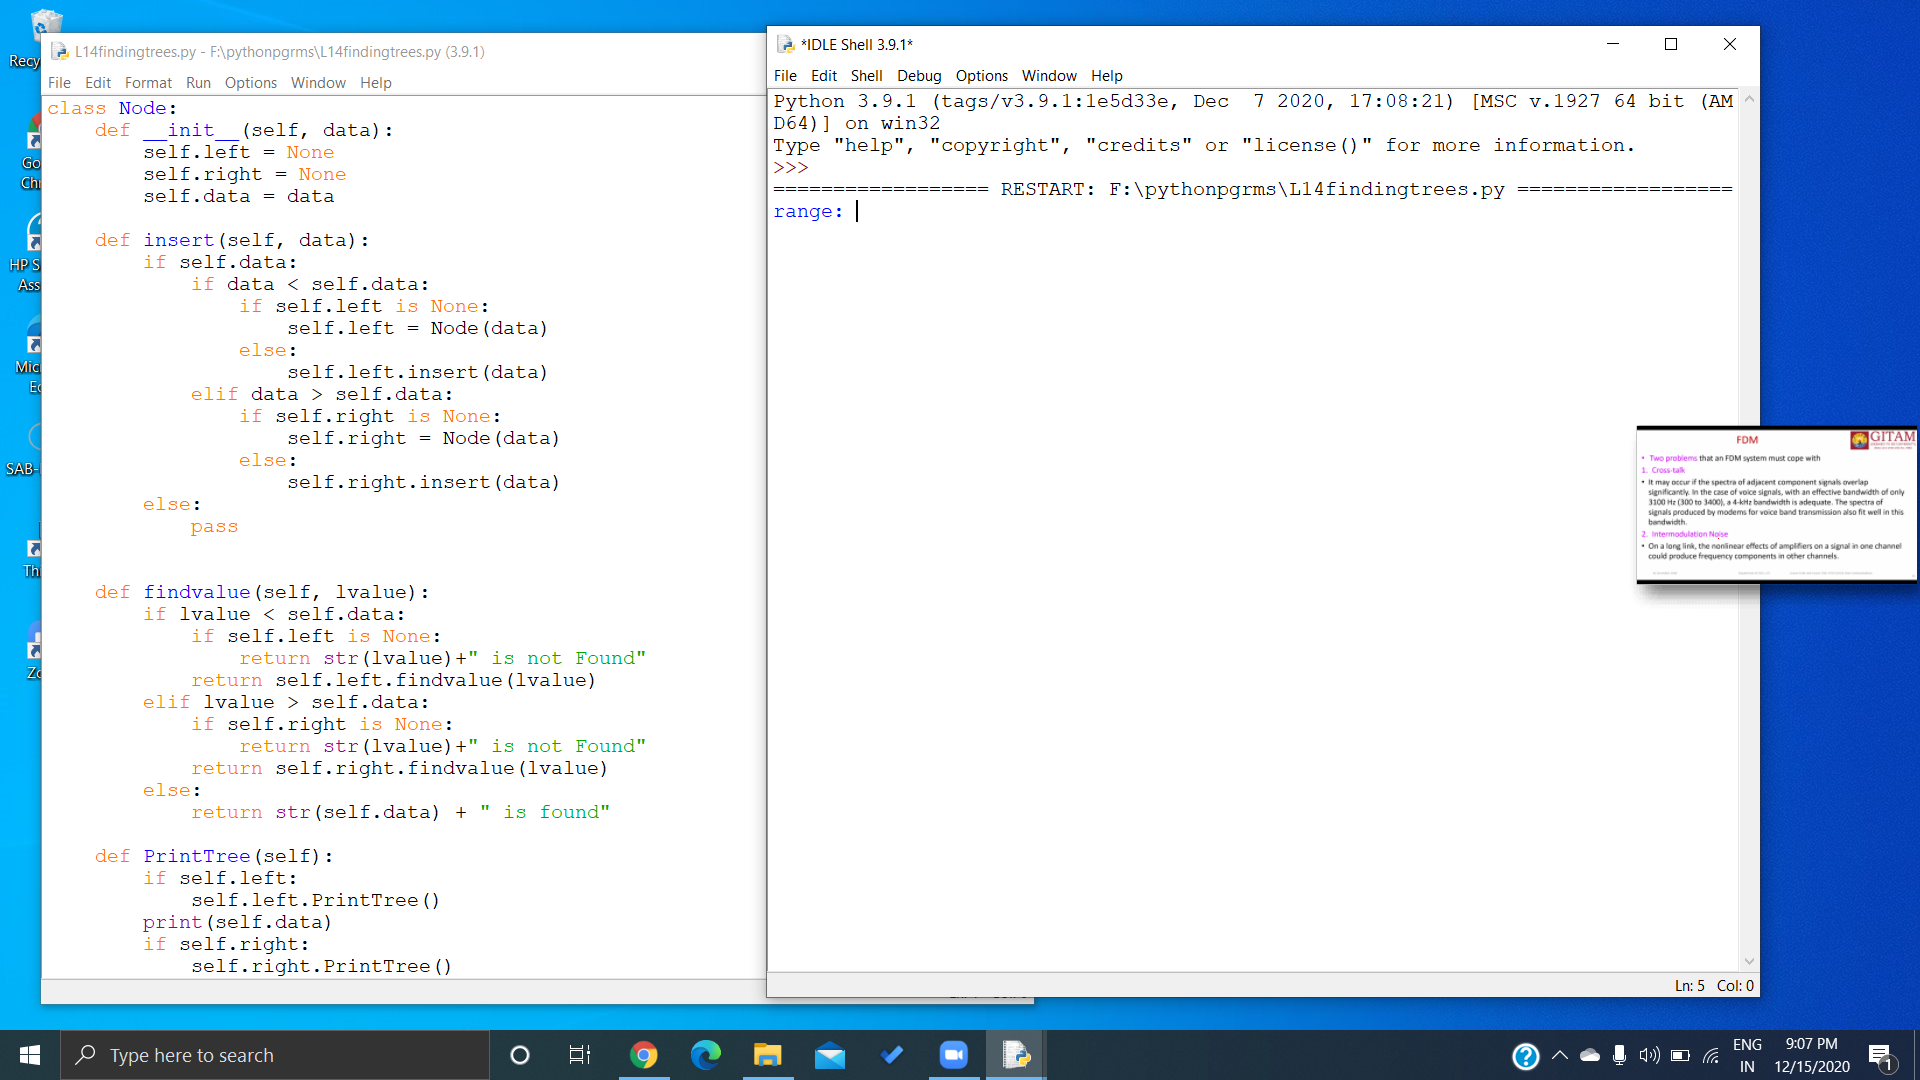 Recy
L14findingtrees.py - F:\pythonpgrms\L14findingtrees.py (3.9.1)
File Edit Format Run Options Window Help
class Node:
    def __init__(self, data):
        self.left = None
        self.right = None
        self.data = data
    def insert(self, data):
        if self.data:
            if data < self.data:
                if self.left is None:
                    self.left = Node(data)
                else:
                    self.left.insert(data)
            elif data > self.data:
                if self.right is None:
                    self.right = Node(data)
                else:
                    self.right.insert(data)
        else:
            pass
    def findvalue(self, lvalue):
        if lvalue < self.data:
            if self.left is None:
                return str(lvalue)+" is not Found"
            return self.left.findvalue(lvalue)
        elif lvalue > self.data:
            if self.right is None:
                return str(lvalue)+" is not Found"
            return self.right.findvalue(lvalue)
        else:
            return str(self.data) + " is found"
    def PrintTree(self):
        if self.left:
            self.left.PrintTree()
        print(self.data)
        if self.right:
            self.right.PrintTree()
Go
Ch
HP S
Ass
Mic
Ec
SAB-
Th
Zo
*IDLE Shell 3.9.1*
File Edit Shell Debug Options Window Help
Python 3.9.1 (tags/v3.9.1:1e5d33e, Dec  7 2020, 17:08:21) [MSC v.1927 64 bit (AM
D64)] on win32
Type "help", "copyright", "credits" or "license()" for more information.
>>>
================== RESTART: F:\pythonpgrms\L14findingtrees.py ==================
range:
Ln: 5 Col: 0
FDM
GITAM
• Two problems that an FDM system must cope with
1. Cross-talk
• It may occur if the spectra of adjacent component signals overlap
significantly. In the case of voice signals, with an effective bandwidth of only
3100 Hz (300 to 3400), a 4-kHz bandwidth is adequate. The spectra of
signals produced by modems for voice band transmission also fit well in this
bandwidth.
2. Intermodulation Noise
• On a long link, the nonlinear effects of amplifiers on a signal in one channel
could produce frequency components in other channels.
Type here to search
ENG
IN
9:07 PM
12/15/2020
1